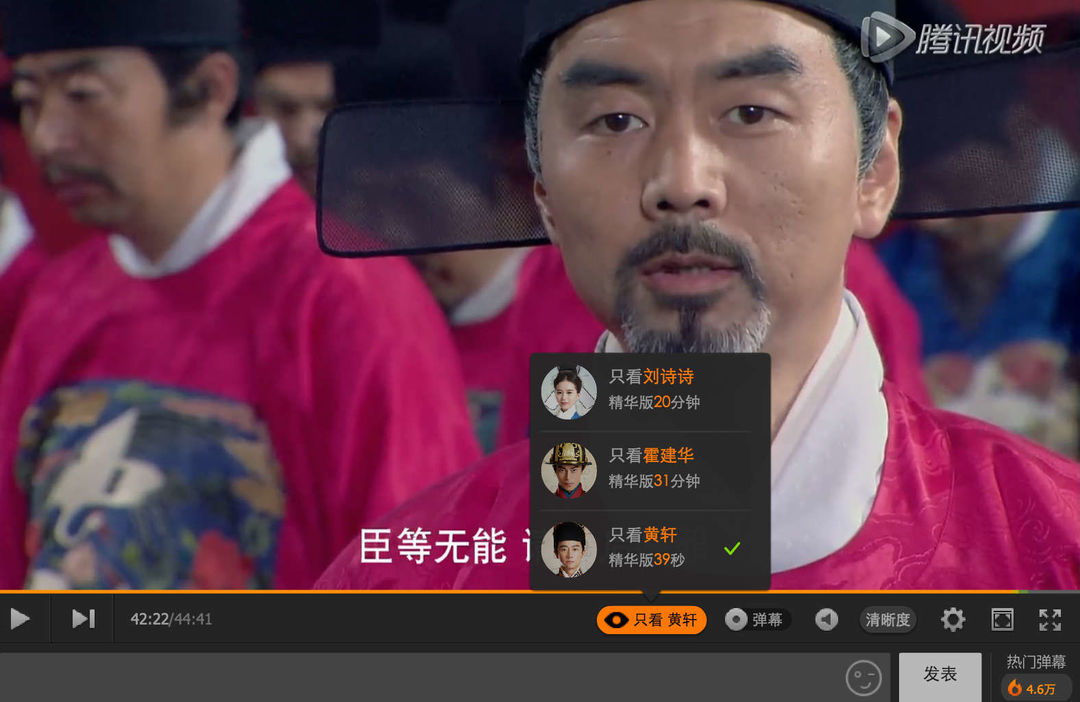 腾讯视频
只看刘诗诗
精华版20分钟
只看霍建华
精华版31分钟
只看黄轩
精华版39秒
臣等无能
42:22/44:41
只看 黄轩
弹幕
清晰度
发表
热门弹幕
4.6万